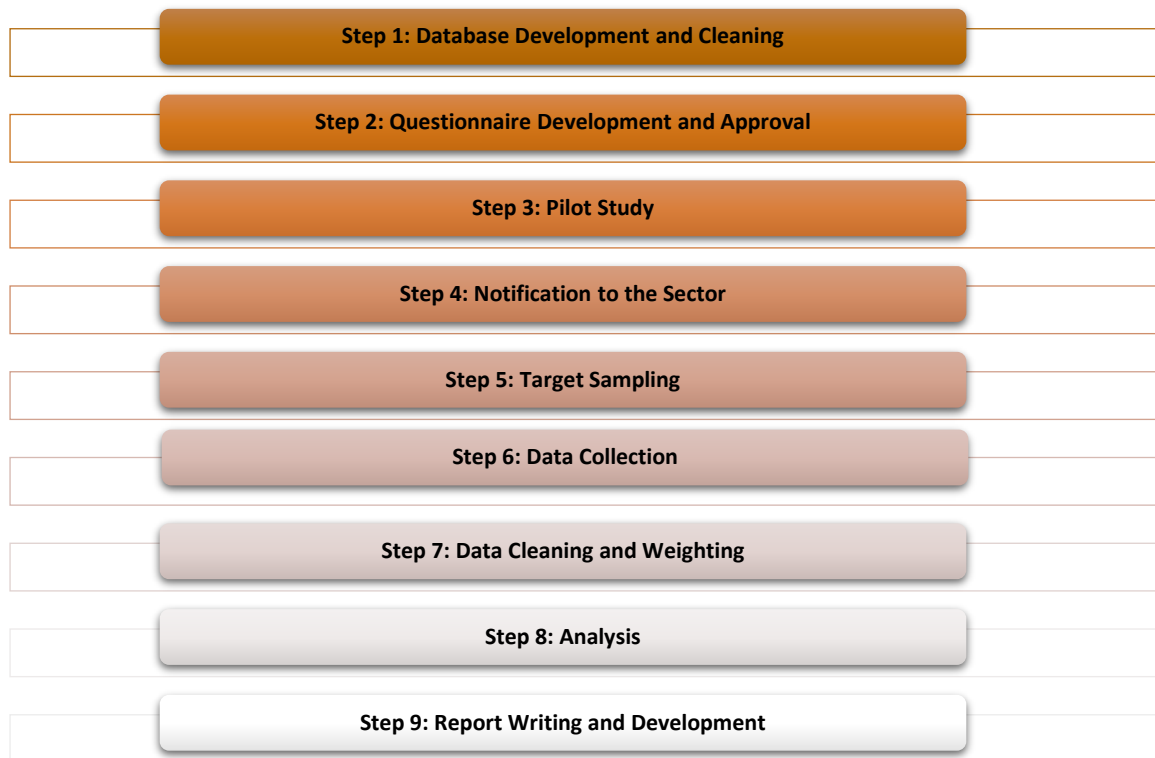 Step 1: Database Development and Cleaning
Step 2: Questionnaire Development and Approval
Step 3: Pilot Study
Step 4: Notification to the Sector
Step 5: Target Sampling
Step 6: Data Collection
Step 7: Data Cleaning and Weighting
Step 8: Analysis
Step 9: Report Writing and Development